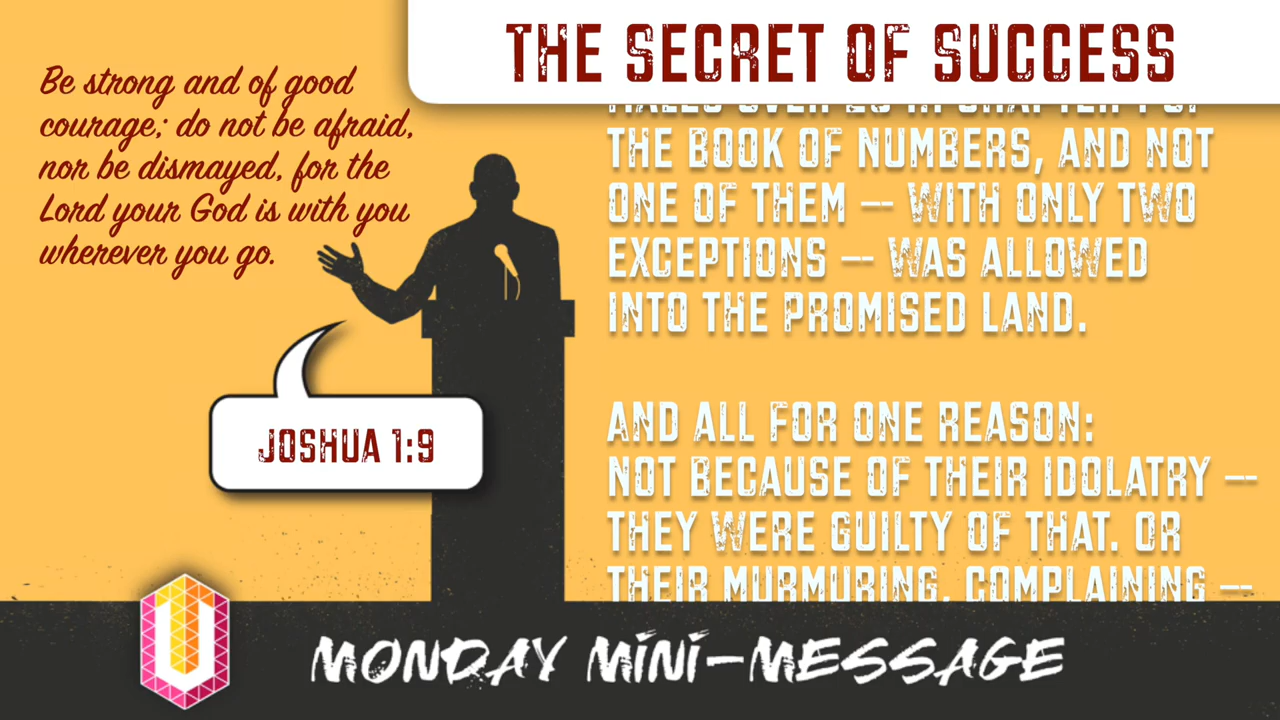 THE SECRET OF SUCCESS
Be strong and of good
courage; do not be afraid,
nor be dismayed, for the
Lord your God is with you
wherever you go.
JOSHUA 1:9
THE BOOK OF NUMBERS, AND NOT
ONE OF THEM -- WITH ONLY TWO
EXCEPTIONS -- WAS ALLOWED
INTO THE PROMISED LAND.
AND ALL FOR ONE REASON:
NOT BECAUSE OF THEIR IDOLATRY --
THEY WERE GUILTY OF THAT. OR
THEIR MURMURING, COMPLAINING --
U
MONDAY MINI-MESSAGE